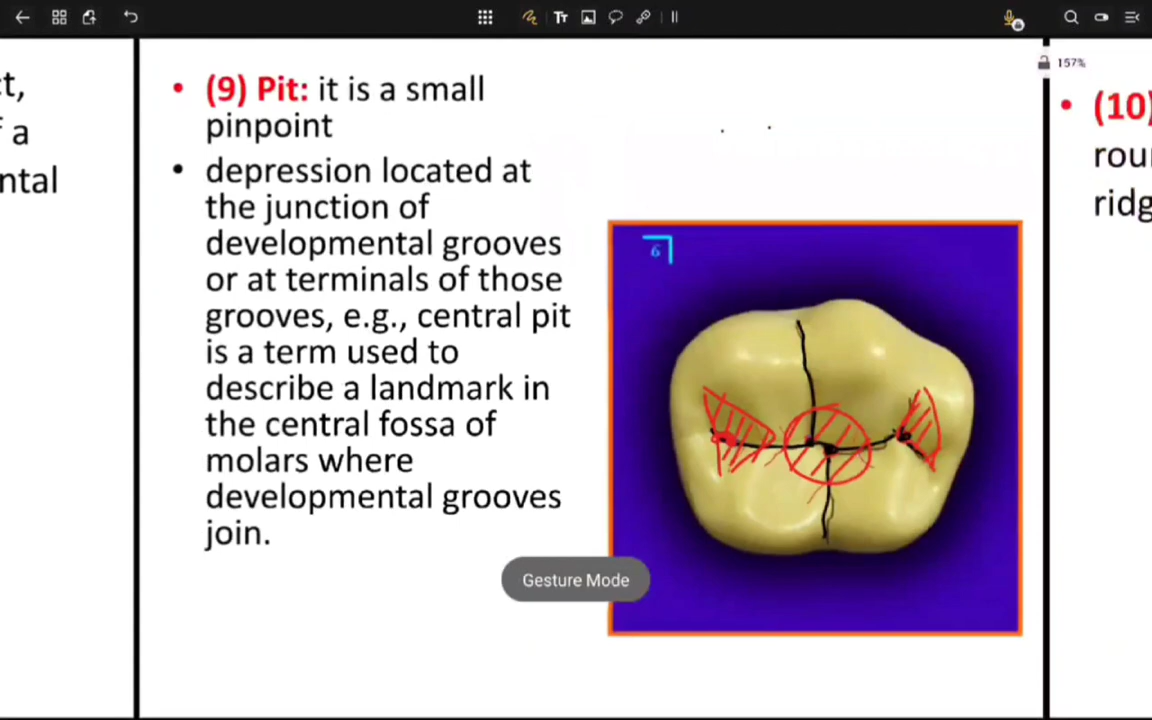 157%
t,
f a
ntal
• (9) Pit: it is a small
pinpoint
• depression located at
the junction of
developmental grooves
or at terminals of those
grooves, e.g., central pit
is a term used to
describe a landmark in
the central fossa of
molars where
developmental grooves
join.
6
Gesture Mode
• (10)
rou
ridg